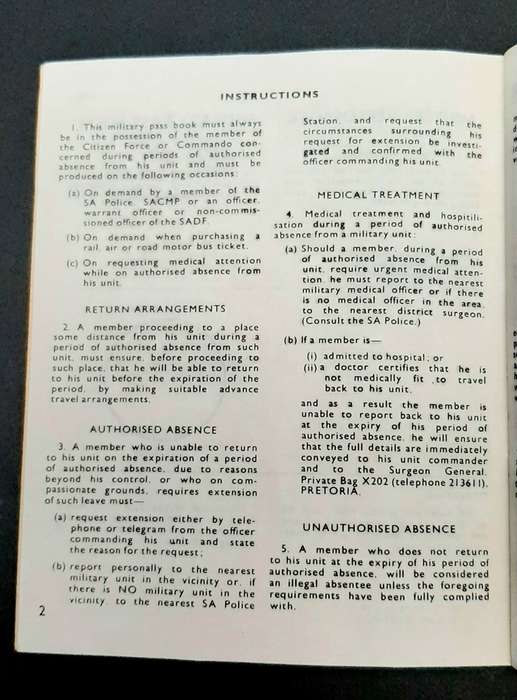 INSTRUCTIONS
1. This military pass book must always
be in the possession of the member of
the Citizen Force or Commando con-
cerned during periods of authorised
absence from his unit and must be
produced on the following occasions:
(a) On demand by a member of the
SA Police, SACMP or an officer,
warrant officer or non-commis-
sioned officer of the SADF.
(b) On demand when purchasing a
rail, air or road motor bus ticket.
(c) On requesting medical attention
while on authorised absence from
his unit.
RETURN ARRANGEMENTS
2. A member proceeding to a place
some distance from his unit during a
period of authorised absence from such
unit, must ensure, before proceeding to
such place, that he will be able to return
to his unit before the expiration of the
period, by making suitable advance
travel arrangements.
AUTHORISED ABSENCE
3. A member who is unable to return
to his unit on the expiration of a period
of authorised absence, due to reasons
beyond his control, or who on com-
passionate grounds, requires extension
of such leave must—
(a) request extension either by tele-
phone or telegram from the officer
commanding his unit and state
the reason for the request;
(b) report personally to the nearest
military unit in the vicinity or, if
there is NO military unit in the
vicinity, to the nearest SA Police
2
Station, and request that the
circumstances surrounding his
request for extension be investi-
gated and confirmed with the
officer commanding his unit.
MEDICAL TREATMENT
4. Medical treatment and hospitili-
sation during a period of authorised
absence from a military unit:
(a) Should a member, during a period
of authorised absence from his
unit, require urgent medical atten-
tion, he must report to the nearest
military medical officer or if there
is no medical officer in the area,
to the nearest district surgeon.
(Consult the SA Police.)
(b) If a member is—
(i) admitted to hospital; or
(ii) a doctor certifies that he is
not medically fit to travel
back to his unit,
and as a result the member is
unable to report back to his unit
at the expiry of his period of
authorised absence, he will ensure
that the full details are immediately
conveyed to his unit commander
and to the Surgeon General,
Private Bag X202 (telephone 213611),
PRETORIA.
UNAUTHORISED ABSENCE
5. A member who does not return
to his unit at the expiry of his period of
authorised absence, will be considered
an illegal absentee unless the foregoing
requirements have been fully complied
with.